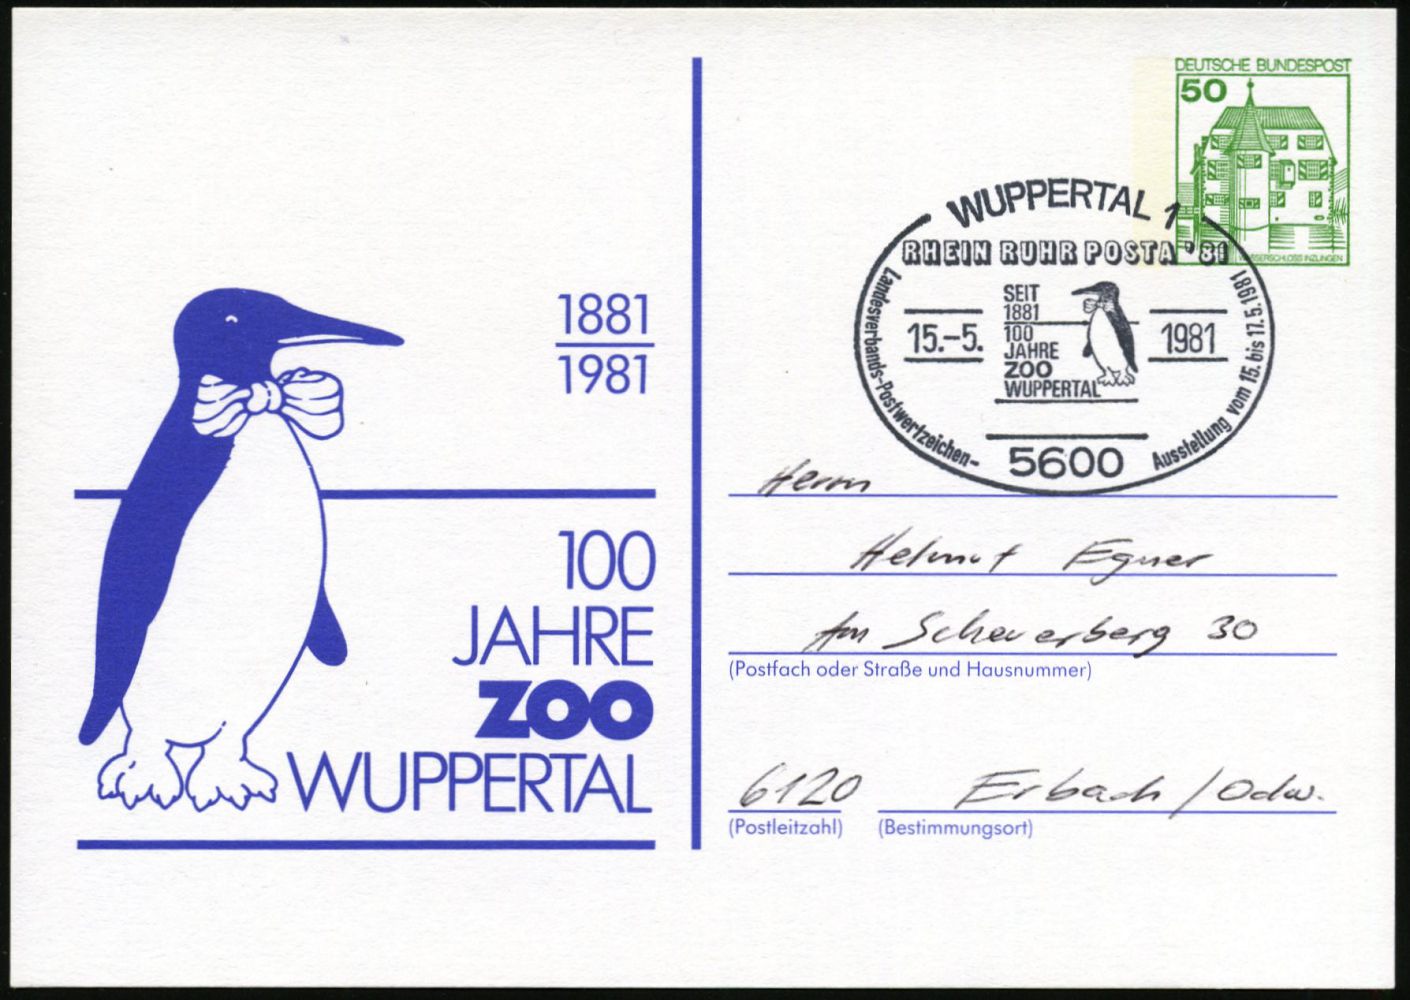 1881
1981
100
JAHRE
ZOO
WUPPERTAL
DEUTSCHE BUNDESPOST
50
WASSERSCHLOSS INZLINGEN
WUPPERTAL 1
RHEIN RUHR POSTA '81
Landesverbands-Postwertzeichen-
Ausstellung vom 15. bis 17.5.1981
15.-5.
SEIT
1881
100
JAHRE
ZOO
WUPPERTAL
1981
5600
Herrn
Helmut Egner
Am Scheuerberg 30
(Postfach oder Straße und Hausnummer)
6120 Erbach / Odw.
(Postleitzahl) (Bestimmungsort)